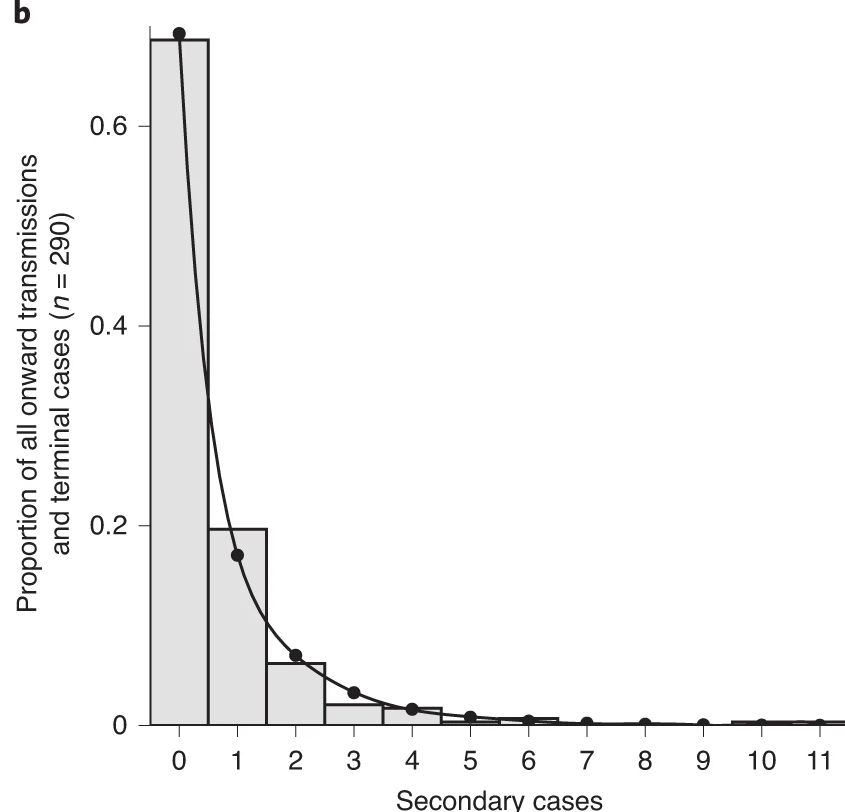 b
Proportion of all onward transmissions
and terminal cases (n = 290)
0.6
0.4
0.2
0
0 1 2 3 4 5 6 7 8 9 10 11
Secondary cases